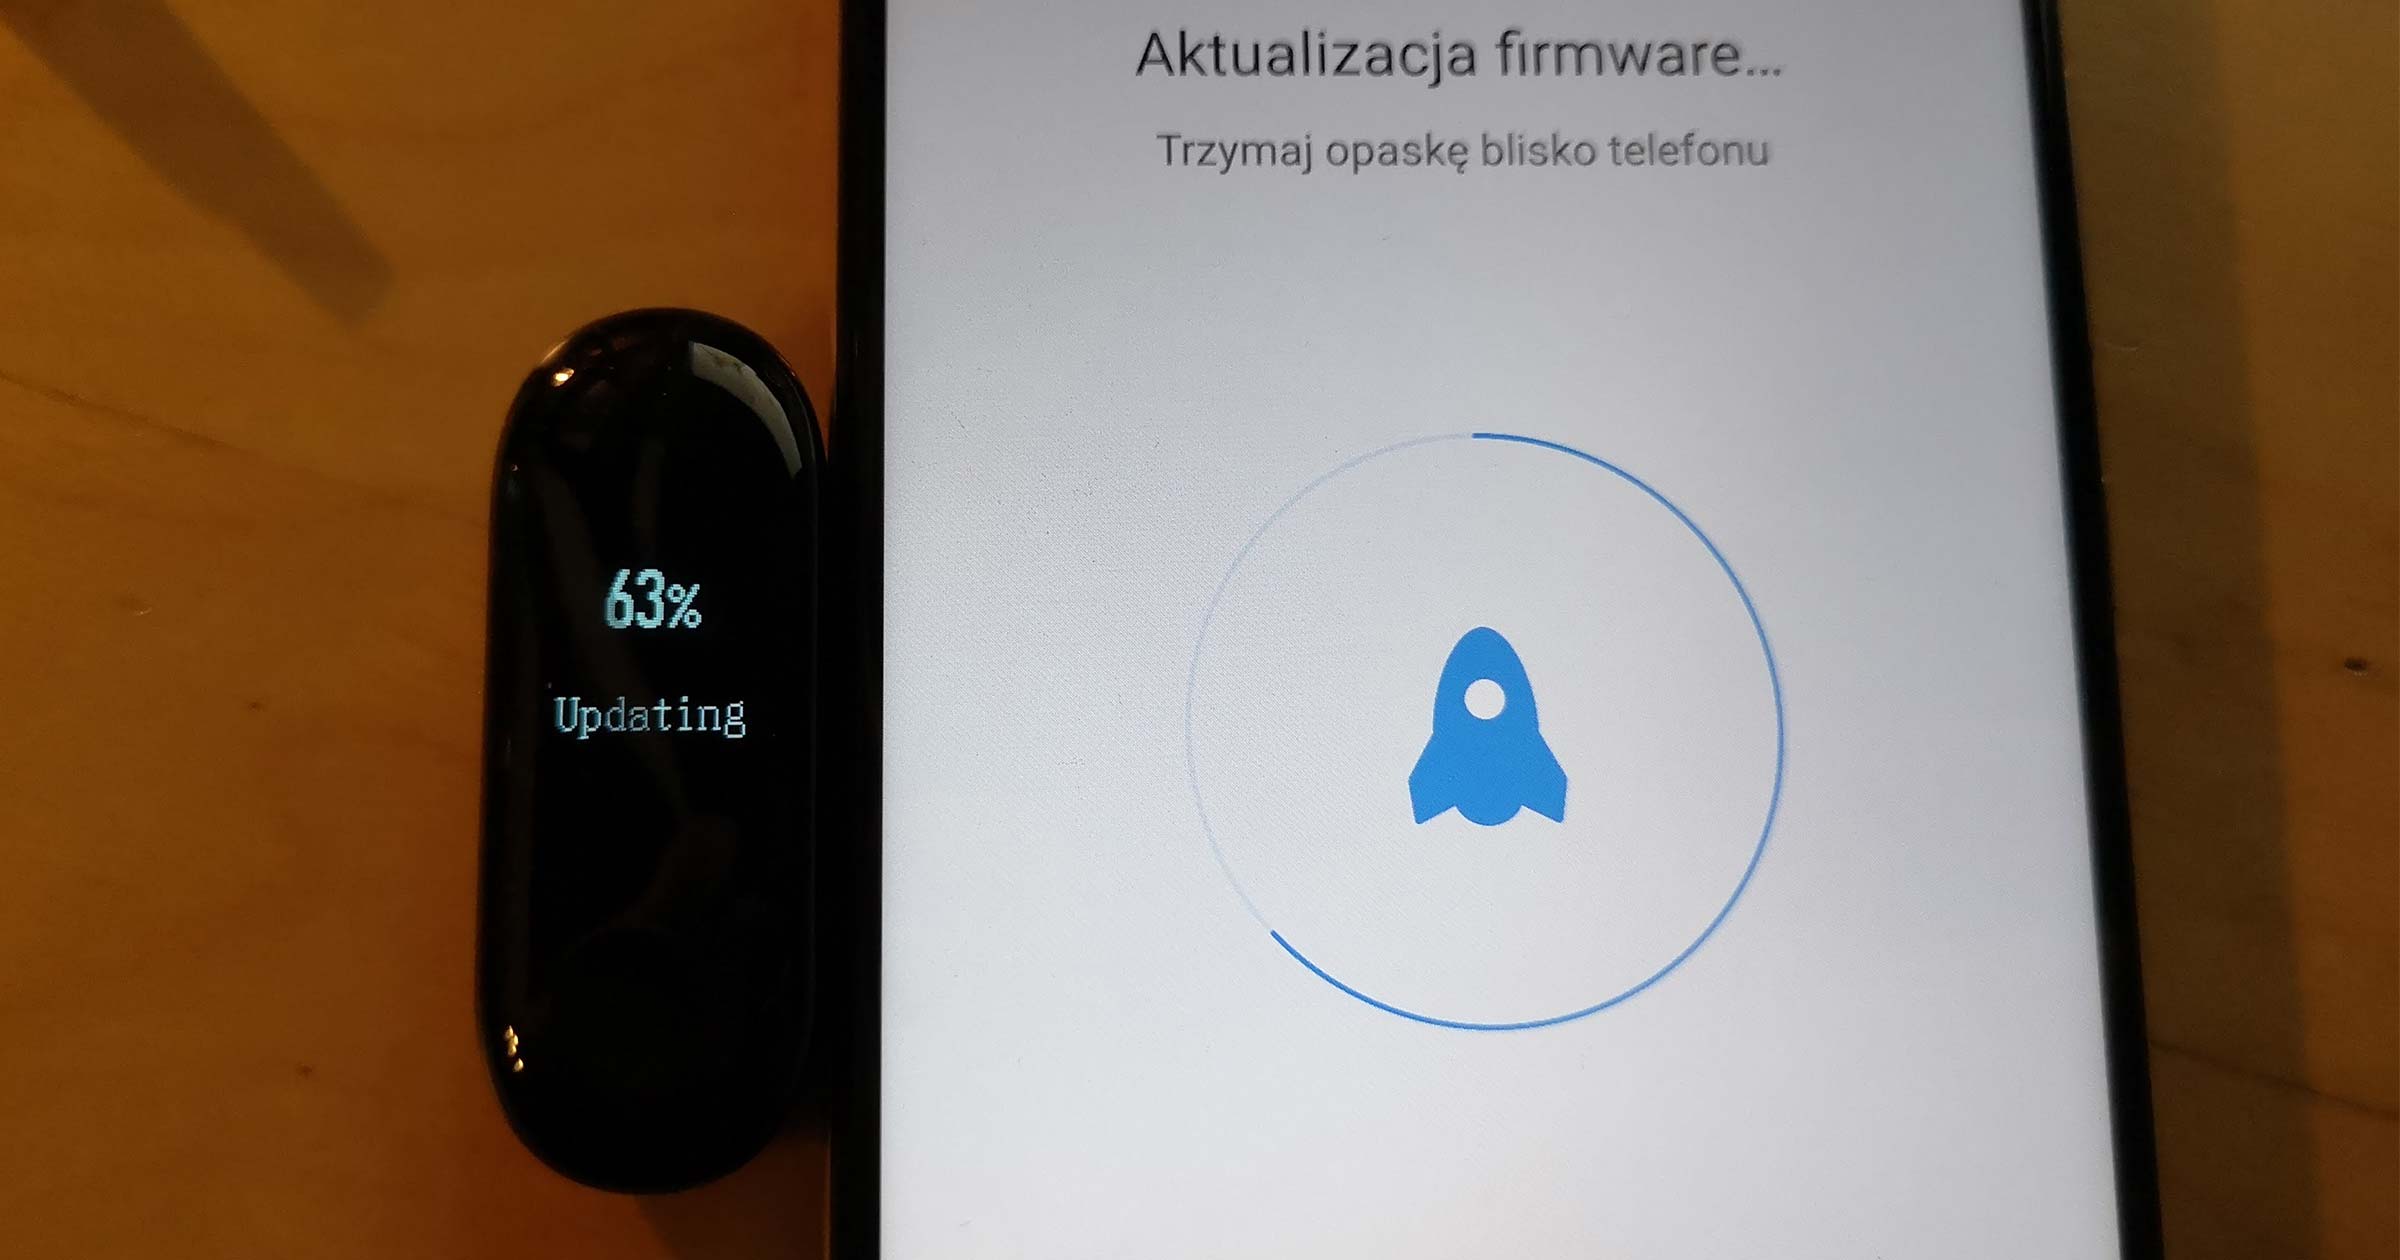 63%
Updating
Aktualizacja firmware...
Trzymaj opaskę blisko telefonu